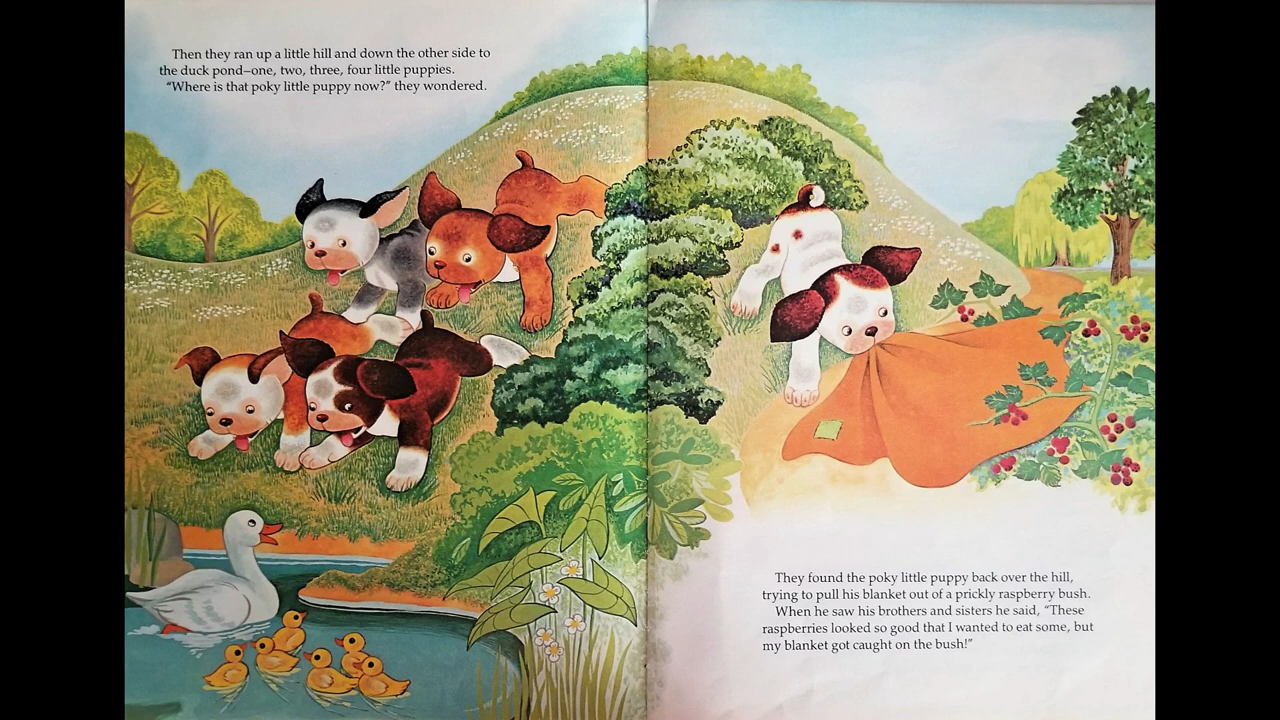 Then they ran up a little hill and down the other side to
the duck pond–one, two, three, four little puppies.
"Where is that poky little puppy now?" they wondered.
They found the poky little puppy back over the hill,
trying to pull his blanket out of a prickly raspberry bush.
When he saw his brothers and sisters he said, "These
raspberries looked so good that I wanted to eat some, but
my blanket got caught on the bush!"